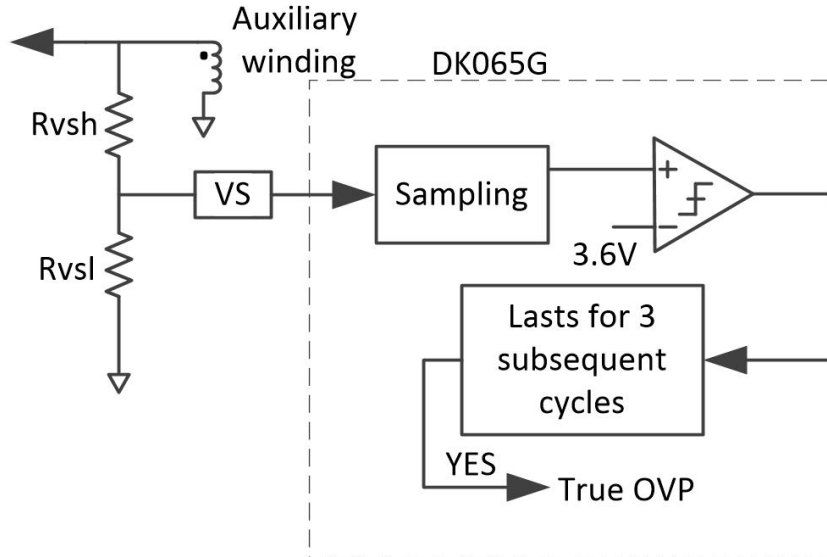 Auxiliary
winding
DK065G
Rvsh
VS
Sampling
+
−
3.6V
Rvsl
Lasts for 3
subsequent
cycles
YES
True OVP